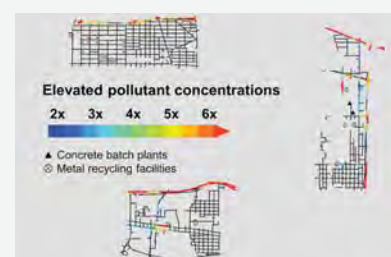 Elevated pollutant concentrations
2x 3x 4x 5x 6x
▲ Concrete batch plants
⊗ Metal recycling facilities